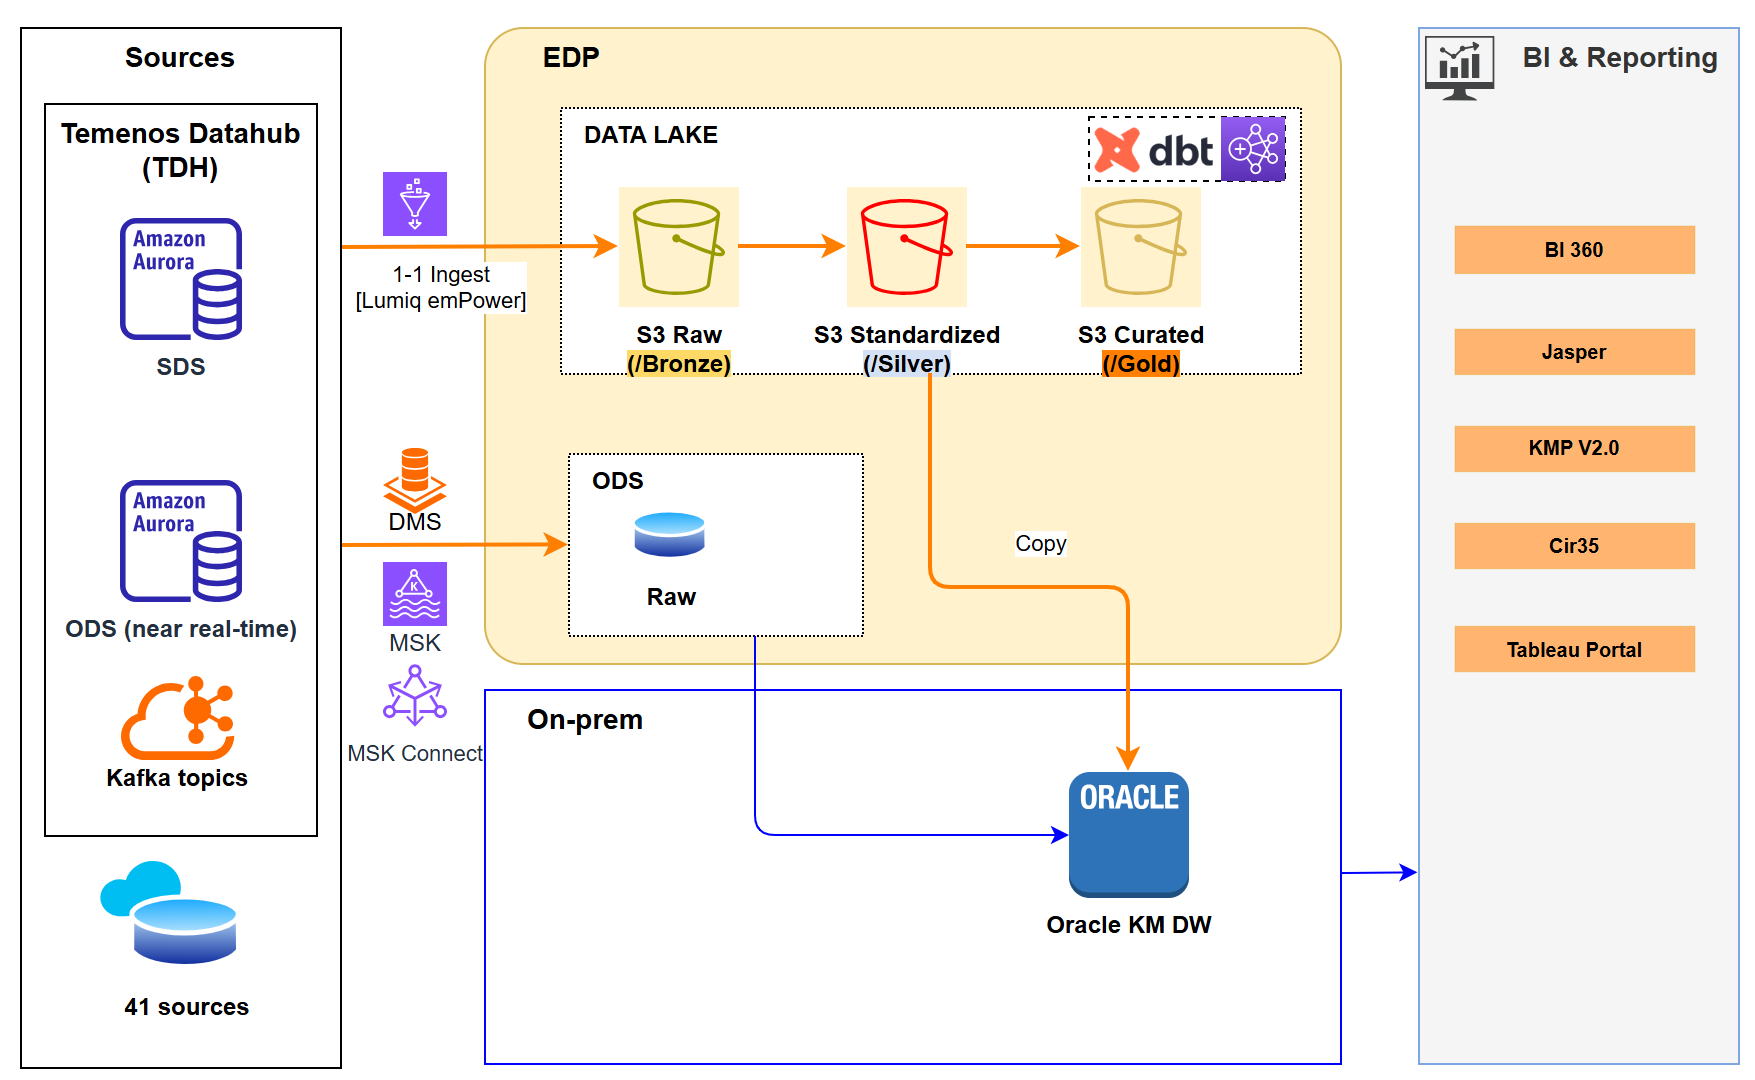 Sources
Temenos Datahub
(TDH)
Amazon
Aurora
SDS
Amazon
Aurora
ODS (near real-time)
Kafka topics
41 sources
1-1 Ingest
[Lumiq emPower]
DMS
K
MSK
MSK Connect
EDP
DATA LAKE
dbt
S3 Raw
(/Bronze)
S3 Standardized
(/Silver)
S3 Curated
(/Gold)
ODS
Raw
Copy
On-prem
ORACLE
Oracle KM DW
BI & Reporting
BI 360
Jasper
KMP V2.0
Cir35
Tableau Portal